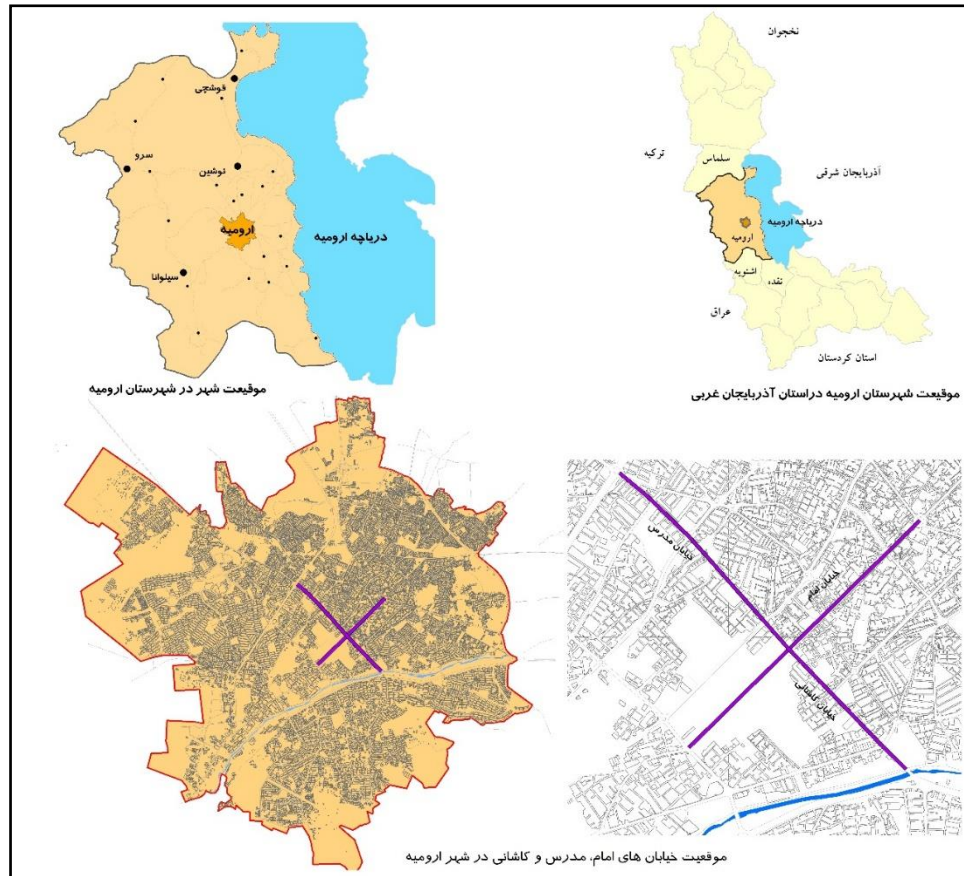 قوشچی
سرو
نوشین
ارومیه
دریاچه ارومیه
سیلوانا
موقیعت شهر در شهرستان ارومیه
نخجوان
ترکیه
سلماس
آذربایجان شرقی
دریاچه ارومیه
ارومیه
اشنویه
نقده
عراق
استان کردستان
موقیعت شهرستان ارومیه دراستان آذربایجان غربی
خیابان مدرس
خیابان امام
خیابان کاشانی
موقعیت خیابان های امام، مدرس و کاشانی در شهر ارومیه